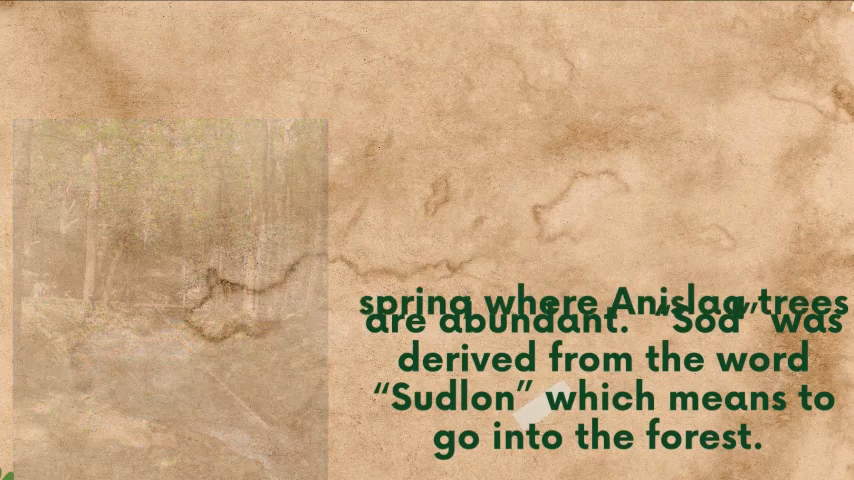 spring where Anislag trees
are abundant. “Sod” was
derived from the word
“Sudlon” which means to
go into the forest.